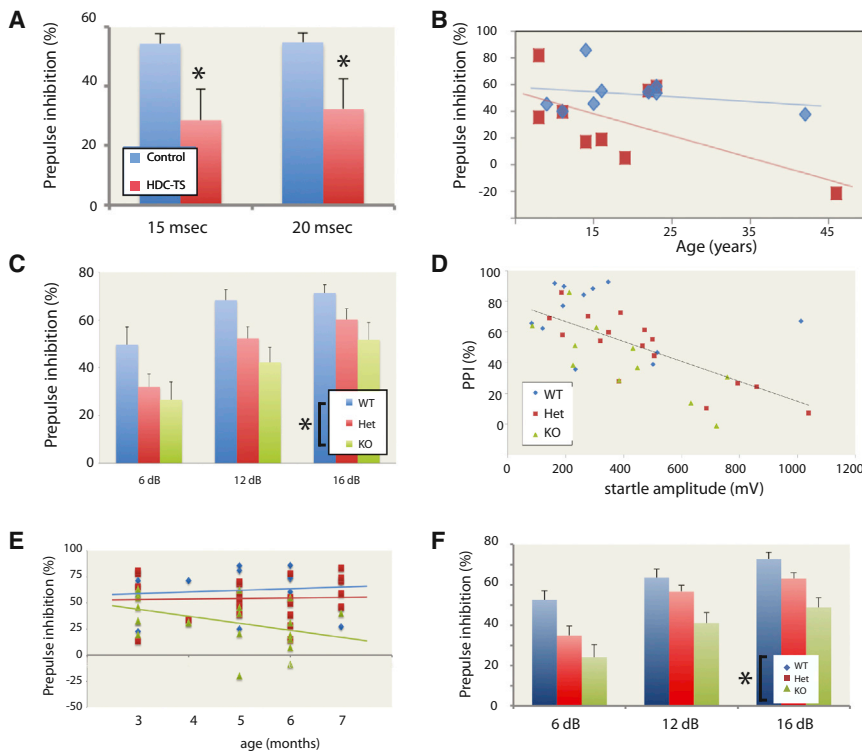 A
Prepulse inhibition (%)
60
40
20
0
Control
HDC-TS
*
*
15 msec
20 msec
B
Prepulse inhibition (%)
100
80
60
40
20
0
-20
5
15
25
35
45
Age (years)
C
Prepulse inhibition (%)
80
60
40
20
0
WT
Het
KO
*
6 dB
12 dB
16 dB
D
PPI (%)
100
80
60
40
20
0
WT
Het
KO
0
200
400
600
800
1000
1200
startle amplitude (mV)
E
Prepulse inhibition (%)
100
75
50
25
0
-25
-50
3
4
5
6
7
age (months)
F
Prepulse inhibition (%)
80
60
40
20
0
WT
Het
KO
*
6 dB
12 dB
16 dB